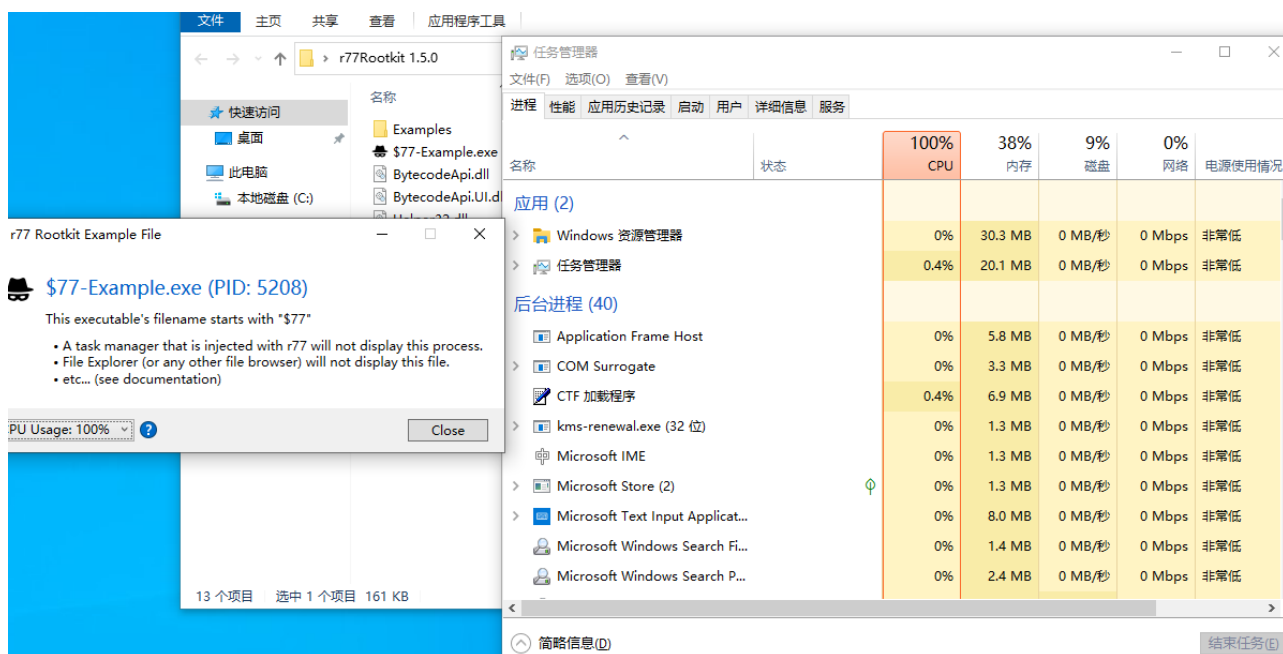 文件 主页 共享 查看 应用程序工具
r77Rootkit 1.5.0
快速访问
桌面
此电脑
本地磁盘 (C:)
名称
Examples
$77-Example.exe
BytecodeApi.dll
BytecodeApi.UI.dl
13 个项目 选中 1 个项目 161 KB
r77 Rootkit Example File
$77-Example.exe (PID: 5208)
This executable's filename starts with "$77"
• A task manager that is injected with r77 will not display this process.
• File Explorer (or any other file browser) will not display this file.
• etc... (see documentation)
PU Usage: 100%
Close
任务管理器
文件(F) 选项(O) 查看(V)
进程 性能 应用历史记录 启动 用户 详细信息 服务
100% 38% 9% 0%
名称 状态 CPU 内存 磁盘 网络 电源使用情况
应用 (2)
Windows 资源管理器 0% 30.3 MB 0 MB/秒 0 Mbps 非常低
任务管理器 0.4% 20.1 MB 0 MB/秒 0 Mbps 非常低
后台进程 (40)
Application Frame Host 0% 5.8 MB 0 MB/秒 0 Mbps 非常低
COM Surrogate 0% 3.3 MB 0 MB/秒 0 Mbps 非常低
CTF 加载程序 0.4% 6.9 MB 0 MB/秒 0 Mbps 非常低
kms-renewal.exe (32 位) 0% 1.3 MB 0 MB/秒 0 Mbps 非常低
Microsoft IME 0% 1.3 MB 0 MB/秒 0 Mbps 非常低
Microsoft Store (2) 0% 1.3 MB 0 MB/秒 0 Mbps 非常低
Microsoft Text Input Applicat... 0% 8.0 MB 0 MB/秒 0 Mbps 非常低
Microsoft Windows Search Fi... 0% 1.4 MB 0 MB/秒 0 Mbps 非常低
Microsoft Windows Search P... 0% 2.4 MB 0 MB/秒 0 Mbps 非常低
简略信息(D)
结束任务(E)